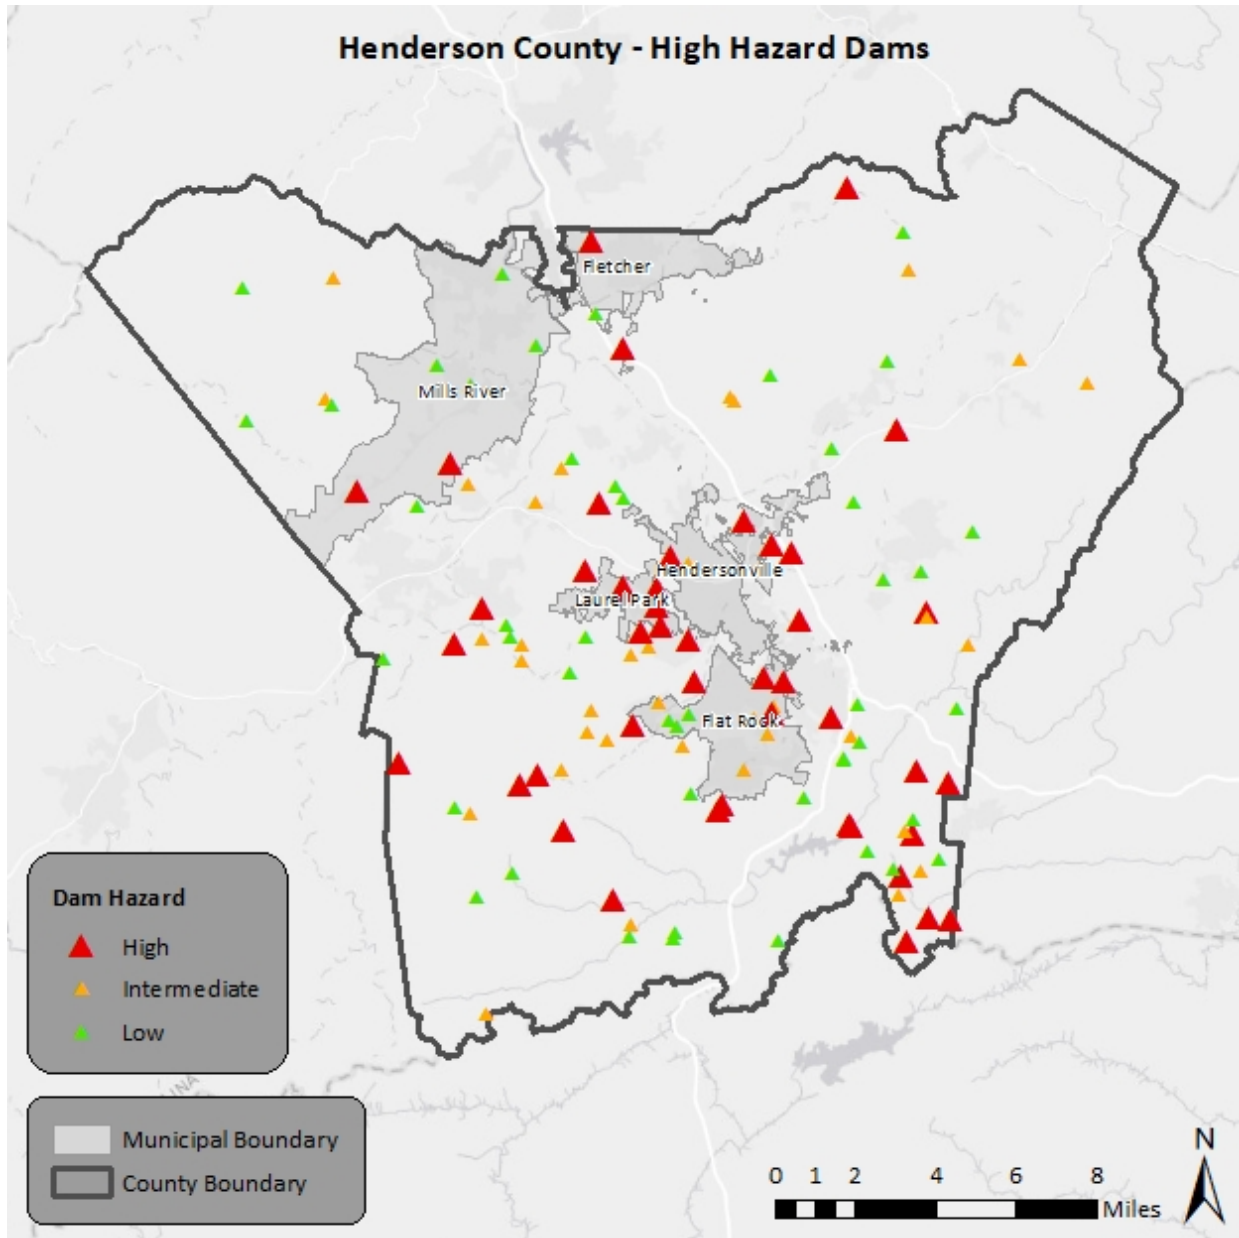 Henderson County - High Hazard Dams
Fletcher
Mills River
Hendersonville
Laurel Park
Flat Rock
Dam Hazard
High
Intermediate
Low
Municipal Boundary
County Boundary
0 1 2 4 6 8
Miles
N